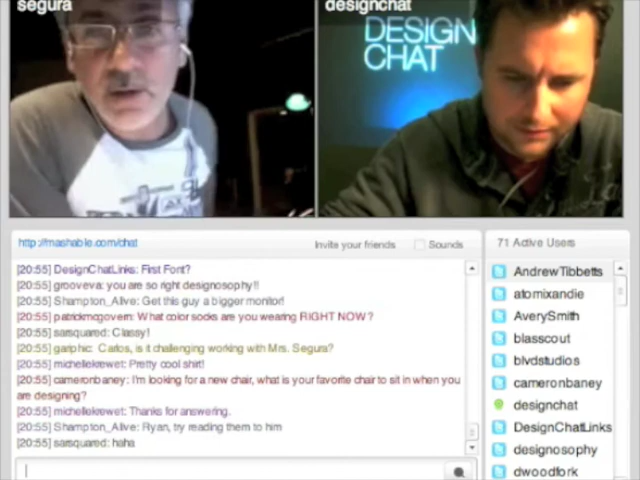 segura
designchat
DESIGN
CHAT
http://mashable.com/chat
Invite your friends
Sounds
71 Active Users
[20:55] DesignChatLinks: First Font?
[20:55] grooveva: you are so right designosophy!!
[20:55] Shampton_Alive: Get this guy a bigger monitor!
[20:55] patrickmcgovern: What color socks are you wearing RIGHT NOW ?
[20:55] sarsquared: Classy!
[20:55] gariphic: Carlos, is it challenging working with Mrs. Segura?
[20:55] michellekrewet: Pretty cool shirt!
[20:55] cameronbaney: I'm looking for a new chair, what is your favorite chair to sit in when you
are designing?
[20:55] michellekrewet: Thanks for answering.
[20:55] Shampton_Alive: Ryan, try reading them to him
[20:55] sarsquared: haha
AndrewTibbetts
atomixandie
AverySmith
blasscout
blvdstudios
cameronbaney
designchat
DesignChatLinks
designosophy
dwoodfork